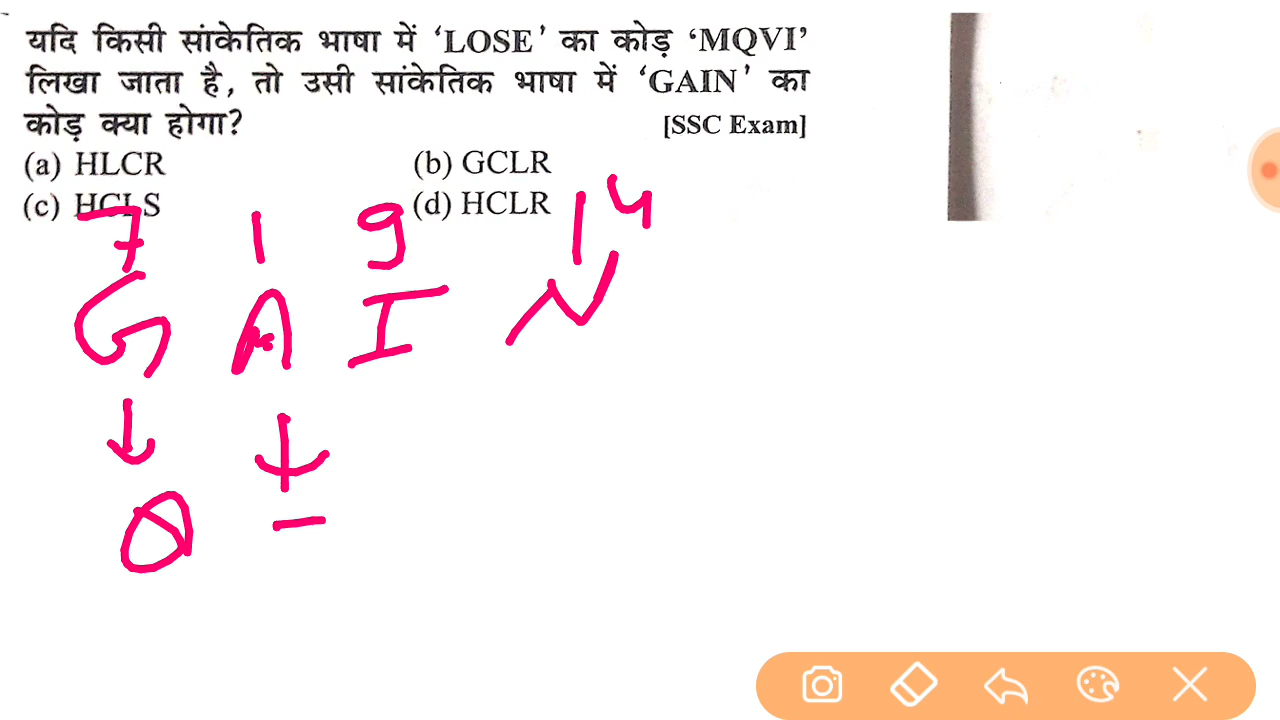 यदि किसी सांकेतिक भाषा में ‘LOSE’ का कोड़ ‘MQVI’
लिखा जाता है, तो उसी सांकेतिक भाषा में ‘GAIN’ का
कोड़ क्या होगा? [SSC Exam]
(a) HLCR (b) GCLR
(c) HCLS (d) HCLR
7 1 9 14
G A I N